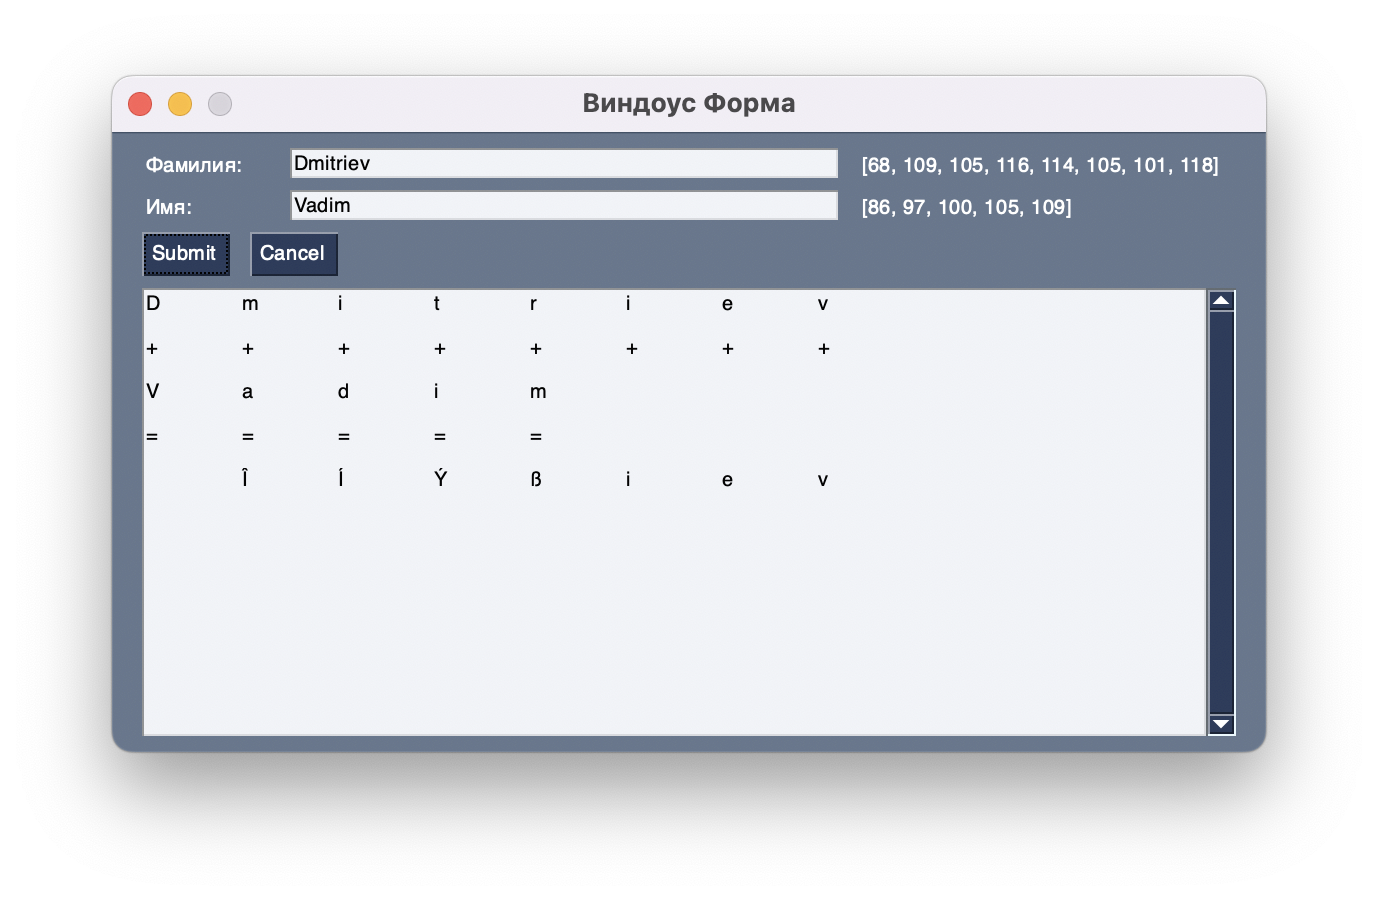 Виндоус Форма
Фамилия: Dmitriev [68, 109, 105, 116, 114, 105, 101, 118]
Имя: Vadim [86, 97, 100, 105, 109]
Submit Cancel
D m i t r i e v
+ + + + + + + +
V a d i m
= = = = =
Î Í Ý ß i e v